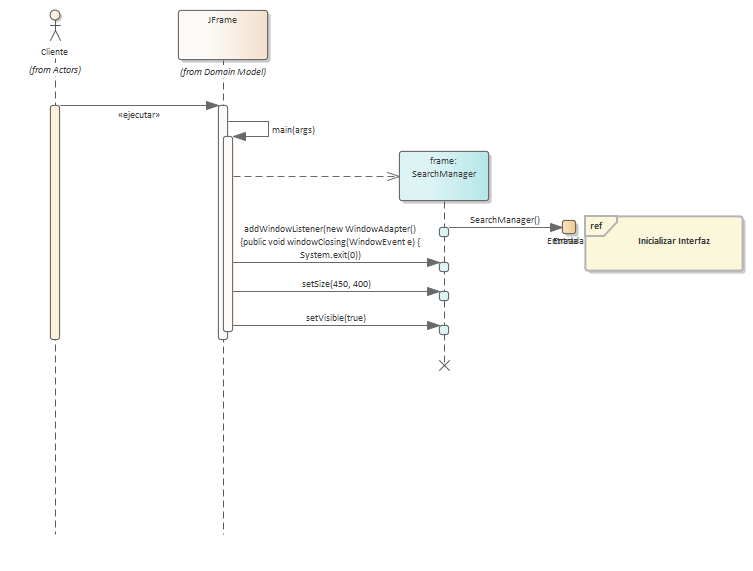 JFrame
Cliente
(from Actors)
(from Domain Model)
«ejecutar»
main(args)
frame:
SearchManager
SearchManager()
ref
Inicializar Interfaz
addWindowListener(new WindowAdapter()
{public void windowClosing(WindowEvent e) {
System.exit(0))
setSize(450, 400)
setVisible(true)